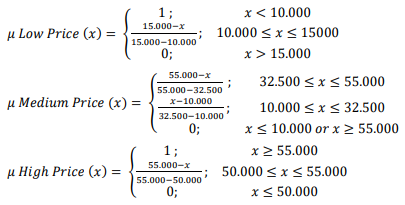 1; x < 10.000
μ Low Price (x) = { 15.000−x / 15.000−10.000 ; 10.000 ≤ x ≤ 15000
0; x > 15.000
55.000−x / 55.000−32.500 ; 32.500 ≤ x ≤ 55.000
μ Medium Price (x) = { x−10.000 / 32.500−10.000 ; 10.000 ≤ x ≤ 32.500
0; x ≤ 10.000 or x ≥ 55.000
1; x ≥ 55.000
μ High Price (x) = { 55.000−x / 55.000−50.000 ; 50.000 ≤ x ≤ 55.000
0; x ≤ 50.000